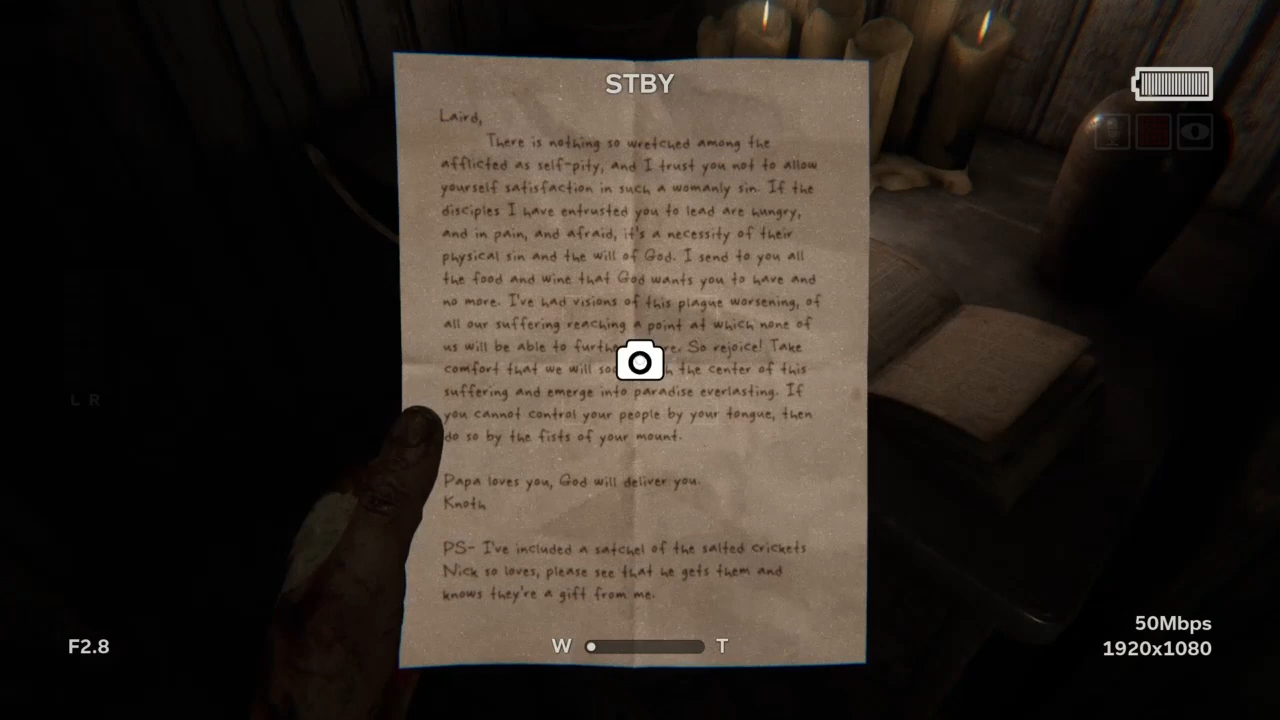 STBY
Laird,
There is nothing so wretched among the
afflicted as self-pity, and I trust you not to allow
yourself satisfaction in such a womanly sin. If the
disciples I have entrusted you to lead are hungry,
and in pain, and afraid, it's a necessity of their
physical sin and the will of God. I send to you all
the food and wine that God wants you to have and
no more. I've had visions of this plague worsening, of
all our suffering reaching a point at which none of
us will be able to So rejoice! Take
comfort that we will the center of this
suffering and emerge into paradise everlasting. If
you cannot control your people by your tongue, then
do so by the fists of your mount.
Papa loves you, God will deliver you.
Knoth
PS- I've included a satchel of the salted crickets
Nick so loves, please see that he gets them and
knows they're a gift from me.
L R
F2.8
W T
50Mbps
1920x1080